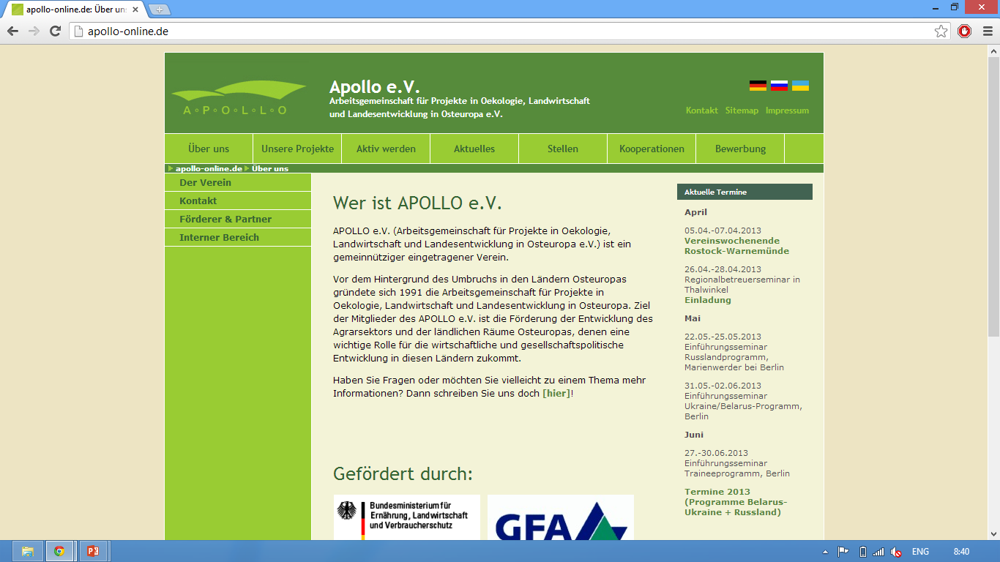 apollo-online.de: Über un
apollo-online.de
A·P·O·L·L·O
Apollo e.V.
Arbeitsgemeinschaft für Projekte in Oekologie, Landwirtschaft
und Landesentwicklung in Osteuropa e.V.
Kontakt Sitemap Impressum
Über uns Unsere Projekte Aktiv werden Aktuelles Stellen Kooperationen Bewerbung
apollo-online.de Über uns
Der Verein
Kontakt
Förderer & Partner
Interner Bereich
Wer ist APOLLO e.V.
APOLLO e.V. (Arbeitsgemeinschaft für Projekte in Oekologie,
Landwirtschaft und Landesentwicklung in Osteuropa e.V.) ist ein
gemeinnütziger eingetragener Verein.
Vor dem Hintergrund des Umbruchs in den Ländern Osteuropas
gründete sich 1991 die Arbeitsgemeinschaft für Projekte in
Oekologie, Landwirtschaft und Landesentwicklung in Osteuropa. Ziel
der Mitglieder des APOLLO e.V. ist die Förderung der Entwicklung des
Agrarsektors und der ländlichen Räume Osteuropas, denen eine
wichtige Rolle für die wirtschaftliche und gesellschaftspolitische
Entwicklung in diesen Ländern zukommt.
Haben Sie Fragen oder möchten Sie vielleicht zu einem Thema mehr
Informationen? Dann schreiben Sie uns doch [hier]!
Gefördert durch:
Bundesministerium für
Ernährung, Landwirtschaft
und Verbraucherschutz
GFA
Aktuelle Termine
April
05.04.-07.04.2013
Vereinswochenende
Rostock-Warnemünde
26.04.-28.04.2013
Regionalbetreuerseminar in
Thalwinkel
Einladung
Mai
22.05.-25.05.2013
Einführungsseminar
Russlandprogramm,
Marienwerder bei Berlin
31.05.-02.06.2013
Einführungsseminar
Ukraine/Belarus-Programm,
Berlin
Juni
27.-30.06.2013
Einführungsseminar
Traineeprogramm, Berlin
Termine 2013
(Programme Belarus-
Ukraine + Russland)
ENG 8:40